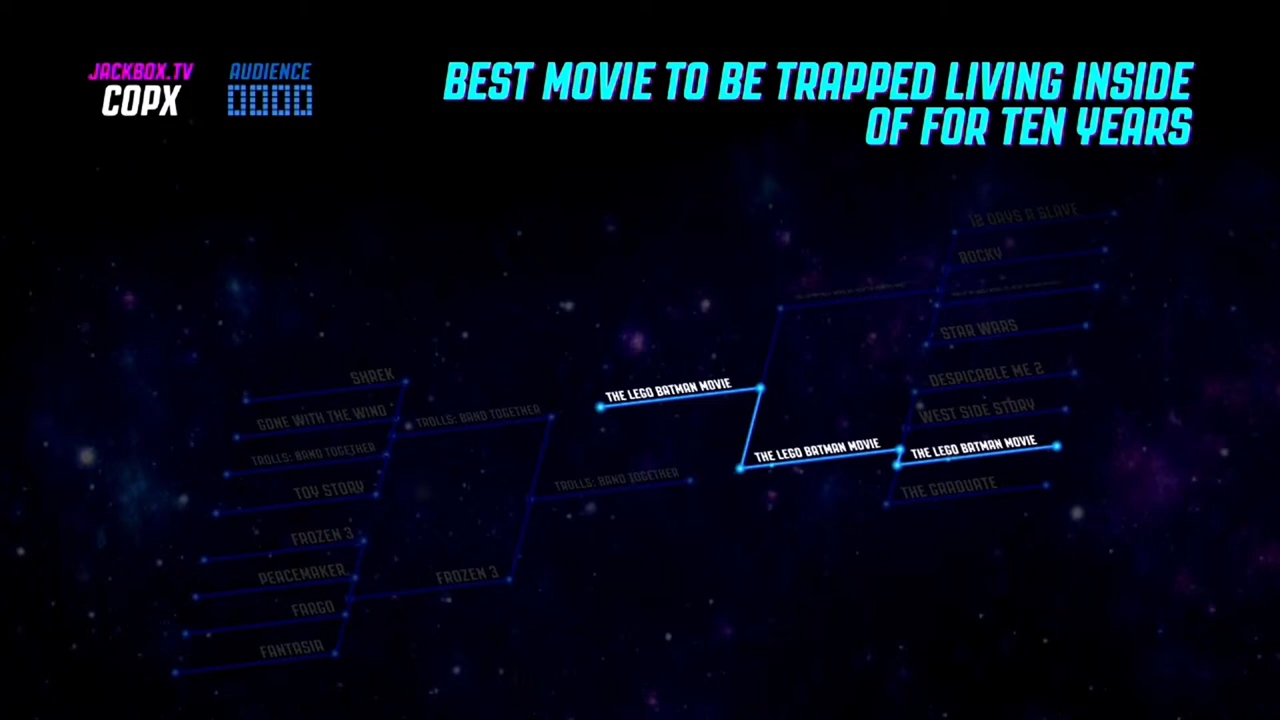 JACKBOX.TV
COPX
AUDIENCE
0000
BEST MOVIE TO BE TRAPPED LIVING INSIDE
OF FOR TEN YEARS
SHREK
GONE WITH THE WIND
TROLLS: BAND TOGETHER
TOY STORY
FROZEN 3
PEACEMAKER
FARGO
FANTASIA
TROLLS: BAND TOGETHER
FROZEN 3
TROLLS: BAND TOGETHER
THE LEGO BATMAN MOVIE
THE LEGO BATMAN MOVIE
12 DAYS A SLAVE
ROCKY
STAR WARS
DESPICABLE ME 2
WEST SIDE STORY
THE LEGO BATMAN MOVIE
THE GRADUATE